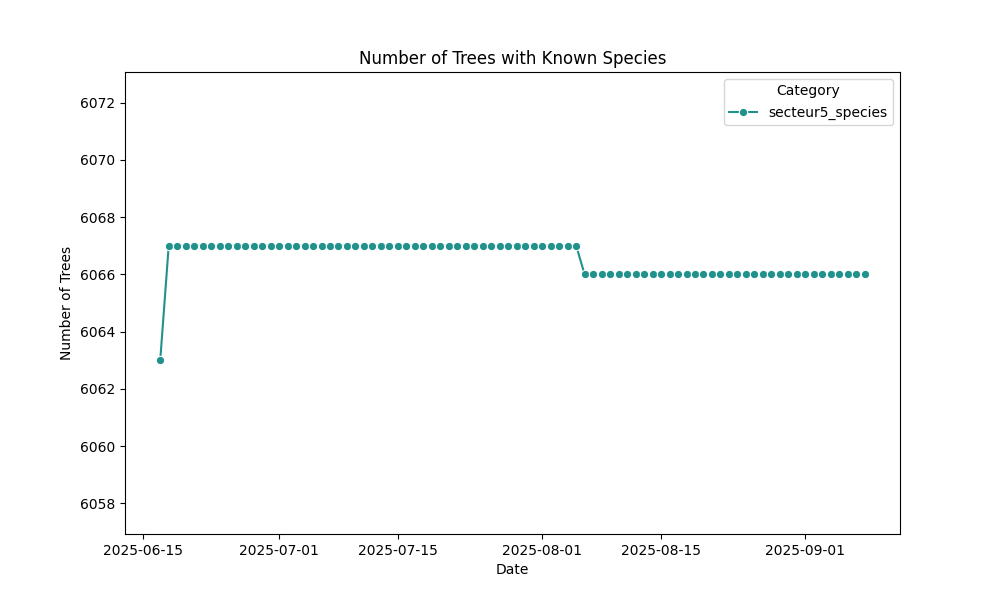 Number of Trees with Known Species
Category
secteur5_species
Number of Trees
6072
6070
6068
6066
6064
6062
6060
6058
2025-06-15
2025-07-01
2025-07-15
2025-08-01
2025-08-15
2025-09-01
Date